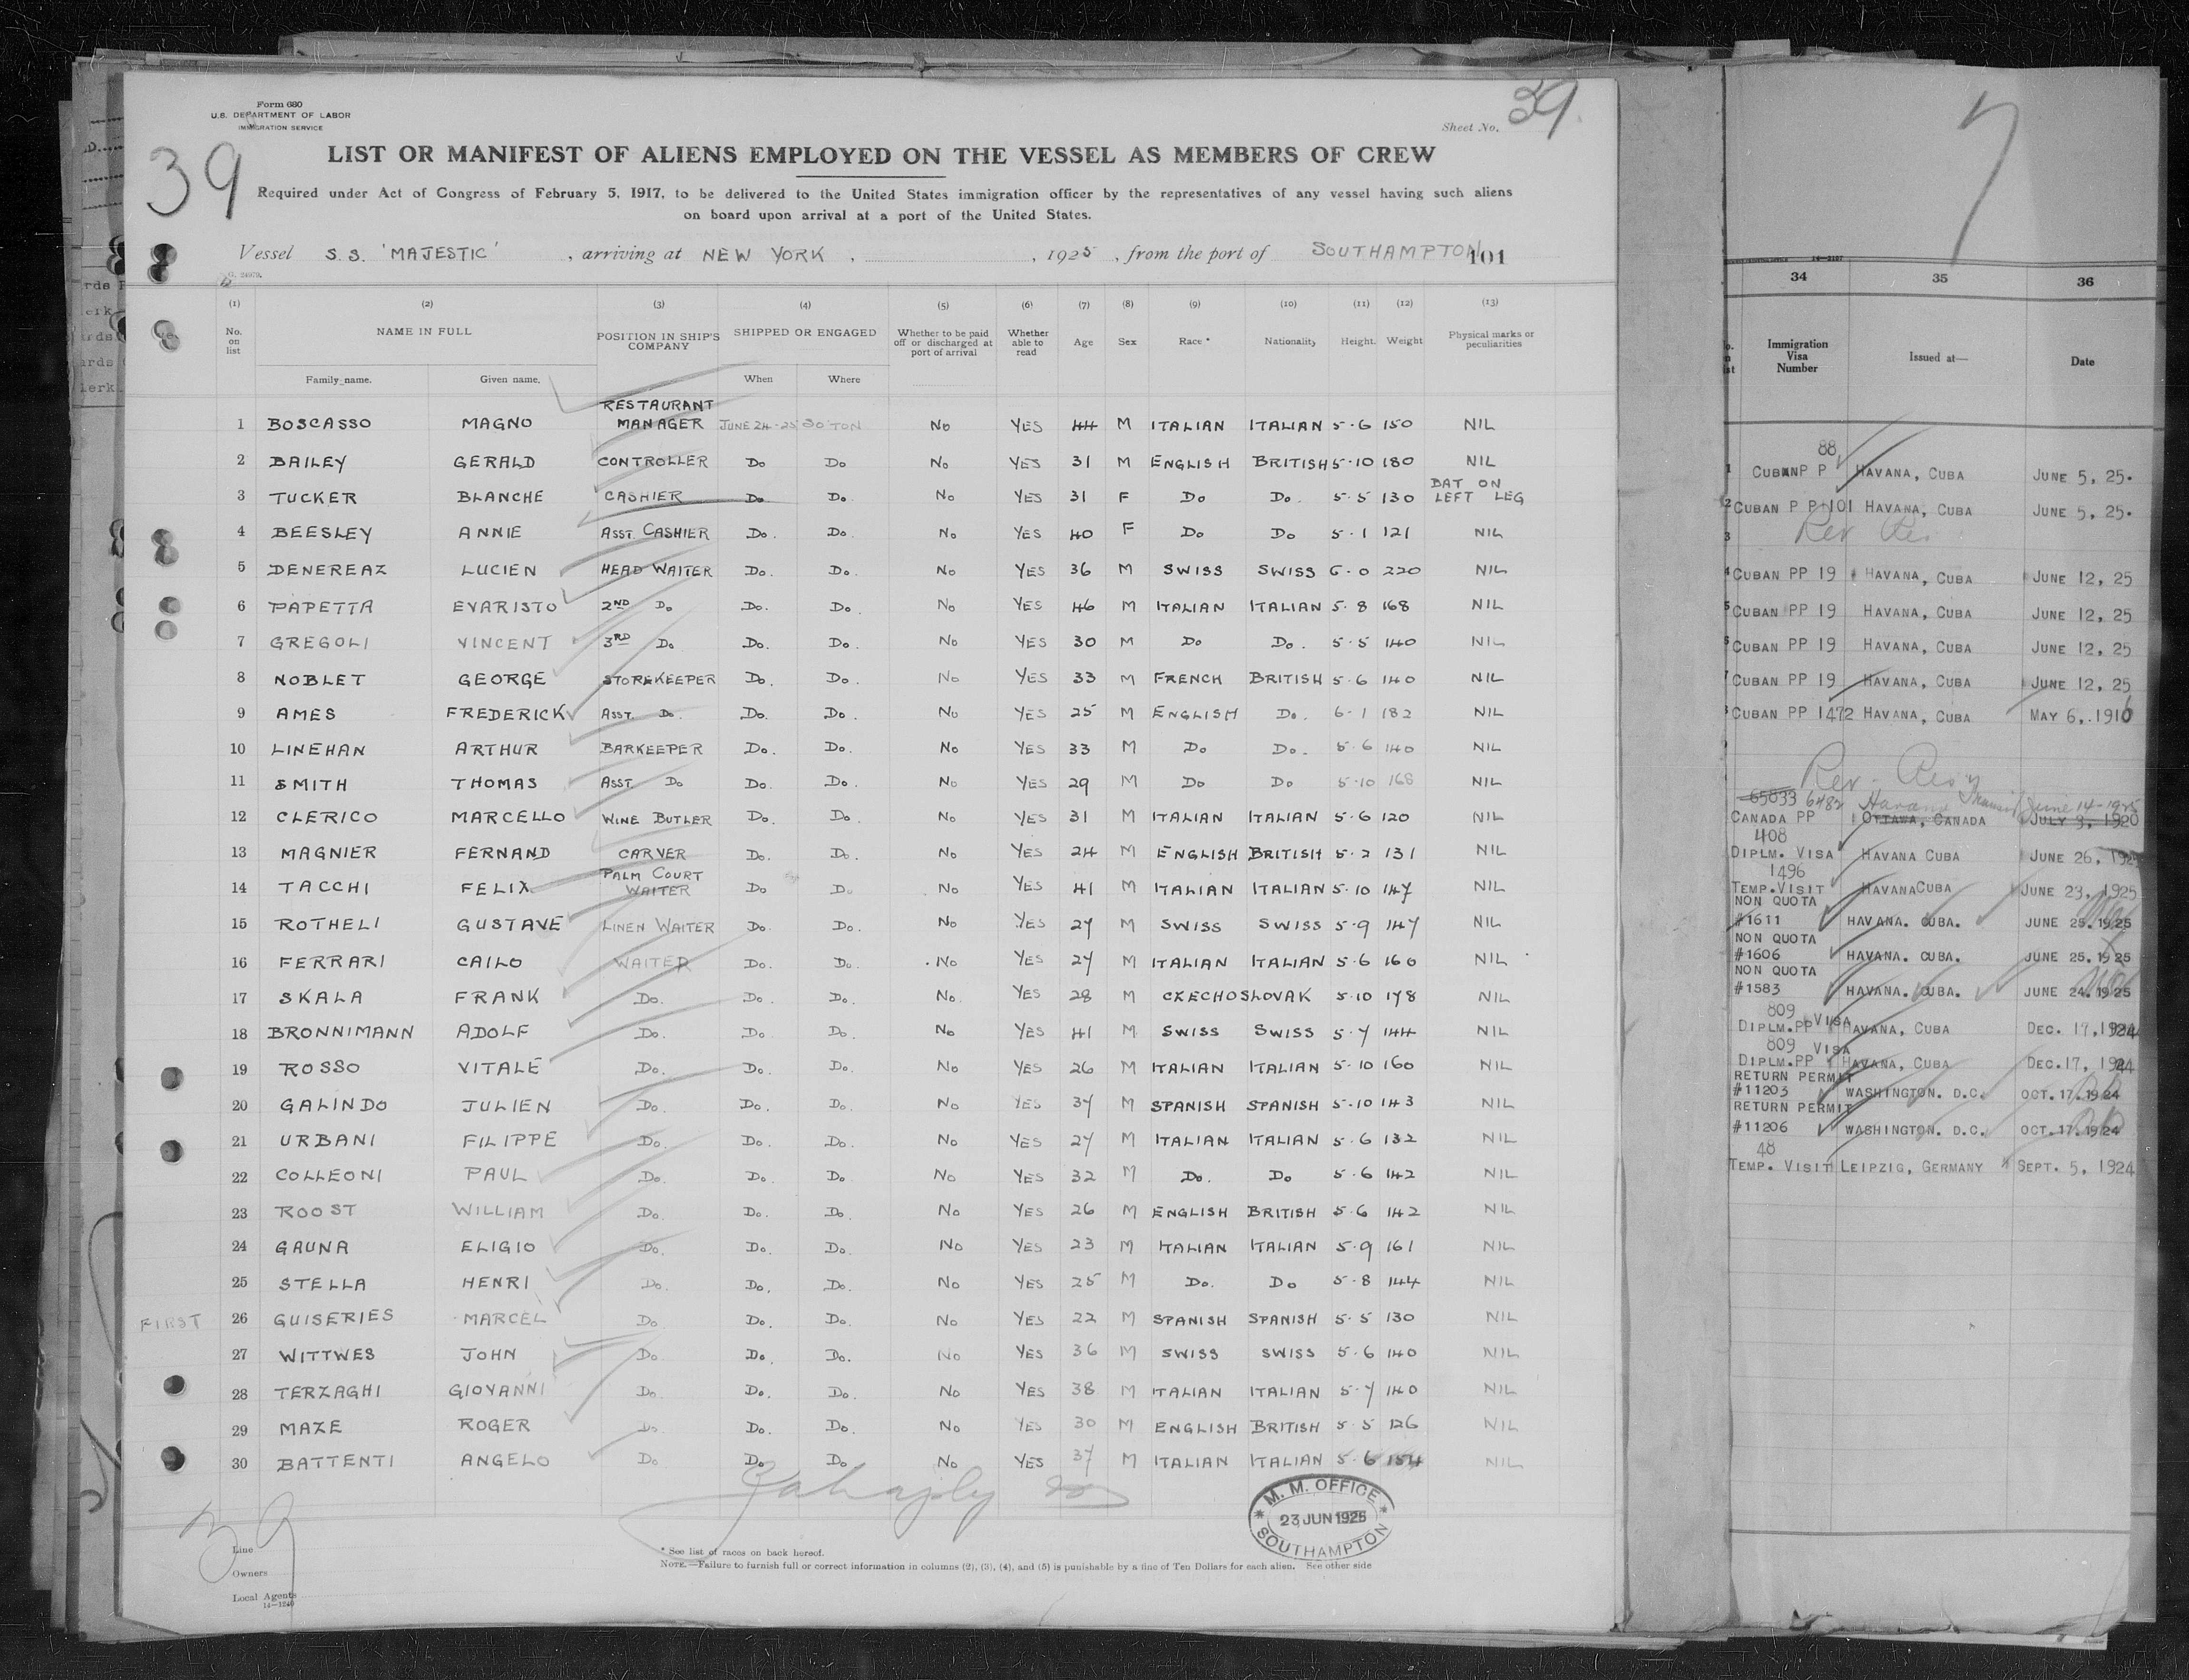 Form 680
U.S. DEPARTMENT OF LABOR
IMMIGRATION SERVICE
39
Sheet No. 39.
LIST OR MANIFEST OF ALIENS EMPLOYED ON THE VESSEL AS MEMBERS OF CREW
Required under Act of Congress of February 5, 1917, to be delivered to the United States immigration officer by the representatives of any vessel having such aliens
on board upon arrival at a port of the United States.
Vessel S.S. 'MAJESTIC', arriving at NEW YORK, , 1925, from the port of SOUTHAMPTON 101
G. 24979.
(1) (2) (3) (4) (5) (6) (7) (8) (9) (10) (11) (12) (13)
No. on list NAME IN FULL POSITION IN SHIP'S COMPANY SHIPPED OR ENGAGED Whether to be paid off or discharged at port of arrival Whether able to read Age Sex Race * Nationality Height. Weight Physical marks or peculiarities
Family name. Given name. When Where
1 BOSCASSO MAGNO RESTAURANT MANAGER JUNE 24-25 SO'TON No YES 44 M ITALIAN ITALIAN 5-6 150 NIL
2 BAILEY GERALD CONTROLLER Do Do No YES 31 M ENGLISH BRITISH 5-10 180 NIL
3 TUCKER BLANCHE CASHIER Do Do. No YES 31 F Do Do. 5-5 130 BAT ON LEFT LEG
4 BEESLEY ANNIE ASST. CASHIER Do. Do. No YES 40 F Do Do 5-1 121 NIL
5 DENEREAZ LUCIEN HEAD WAITER Do. Do. No YES 36 M SWISS SWISS 6-0 220 NIL
6 PAPETTA EVARISTO 2ND Do Do. Do. No YES 46 M ITALIAN ITALIAN 5-8 168 NIL
7 GREGOLI VINCENT 3RD Do Do. Do. No YES 30 M Do Do. 5-5 140 NIL
8 NOBLET GEORGE STOREKEEPER Do. Do. No YES 33 M FRENCH BRITISH 5-6 140 NIL
9 AMES FREDERICK ASST. Do. Do. Do. No YES 25 M ENGLISH Do. 6-1 182 NIL
10 LINEHAN ARTHUR BARKEEPER Do. Do. No YES 33 M Do Do. 5-6 140 NIL
11 SMITH THOMAS ASST. Do Do. Do. No YES 29 M Do Do 5-10 168 NIL
12 CLERICO MARCELLO WINE BUTLER Do. Do. No YES 31 M ITALIAN ITALIAN 5-6 120 NIL
13 MAGNIER FERNAND CARVER Do. Do. No YES 24 M ENGLISH BRITISH 5-2 131 NIL
14 TACCHI FELIX PALM COURT WAITER Do Do No YES 41 M ITALIAN ITALIAN 5-10 147 NIL
15 ROTHELI GUSTAVE LINEN WAITER Do. Do. No YES 27 M SWISS SWISS 5-9 147 NIL
16 FERRARI CAILO WAITER Do. Do. No YES 27 M ITALIAN ITALIAN 5-6 160 NIL
17 SKALA FRANK Do. Do. Do. No. YES 28 M CZECHOSLOVAK 5-10 178 NIL
18 BRONNIMANN ADOLF Do. Do. Do. No YES 41 M SWISS SWISS 5-7 144 NIL
19 ROSSO VITALE Do. Do. Do. No YES 26 M ITALIAN ITALIAN 5-10 160 NIL
20 GALINDO JULIEN Do. Do. Do. No YES 37 M SPANISH SPANISH 5-10 143 NIL
21 URBANI FILIPPE Do. Do. Do. No YES 27 M ITALIAN ITALIAN 5-6 132 NIL
22 COLLEONI PAUL Do. Do. Do. No YES 32 M Do. Do 5-6 142 NIL
23 ROOST WILLIAM Do. Do. Do. No YES 26 M ENGLISH BRITISH 5-6 142 NIL
24 GAUNA ELIGIO Do. Do. Do. No YES 23 M ITALIAN ITALIAN 5-9 161 NIL
25 STELLA HENRI Do. Do. Do. No YES 25 M Do. Do 5-8 144 NIL
FIRST 26 GUISERIES MARCEL Do Do. Do. No YES 22 M SPANISH SPANISH 5-5 130 NIL
27 WITTWES JOHN Do Do. Do. No YES 36 M SWISS SWISS 5-6 140 NIL
28 TERZAGHI GIOVANNI Do Do. Do. No YES 38 M ITALIAN ITALIAN 5-7 140 NIL
29 MAZE ROGER Do Do. Do. No YES 30 M ENGLISH BRITISH 5-5 126 NIL
30 BATTENTI ANGELO Do Do. Do. No YES 37 M ITALIAN ITALIAN 5-6 154 NIL
M. M. OFFICE
23 JUN 1925
SOUTHAMPTON
Line
Owners
Local Agents
14-1240
* See list of races on back hereof.
NOTE.—Failure to furnish full or correct information in columns (2), (3), (4), and (5) is punishable by a fine of Ten Dollars for each alien. See other side
7
34 35 36
Immigration Visa Number Issued at— Date
88
CUBAN P P HAVANA, CUBA JUNE 5, 25.
CUBAN P P 101 HAVANA, CUBA JUNE 5, 25.
3 Rev Res
CUBAN PP 19 HAVANA, CUBA JUNE 12, 25
CUBAN PP 19 HAVANA, CUBA JUNE 12, 25
CUBAN PP 19 HAVANA, CUBA JUNE 12, 25
CUBAN PP 19 HAVANA, CUBA JUNE 12, 25
CUBAN PP 1472 HAVANA, CUBA MAY 6, 1916
65833 6482 Havana Transit June 14-1925
CANADA PP OTTAWA, CANADA JULY 9, 1920
408
DIPLM. VISA HAVANA CUBA JUNE 26, 1925
1496
TEMP. VISIT HAVANA CUBA JUNE 23, 1925
NON QUOTA
#1611 HAVANA. CUBA. JUNE 25. 1925
NON QUOTA
#1606 HAVANA. CUBA. JUNE 25. 1925
NON QUOTA
#1583 HAVANA. CUBA. JUNE 24. 1925
809
DIPLM. PP VISA HAVANA, CUBA DEC. 17, 1924
809 VISA
DIPLM. PP HAVANA, CUBA DEC. 17, 1924
RETURN PERMIT
#11203 WASHINGTON. D.C. OCT. 17. 1924
RETURN PERMIT
#11206 WASHINGTON. D.C. OCT. 17. 1924
48
TEMP. VISIT LEIPZIG, GERMANY SEPT. 5, 1924